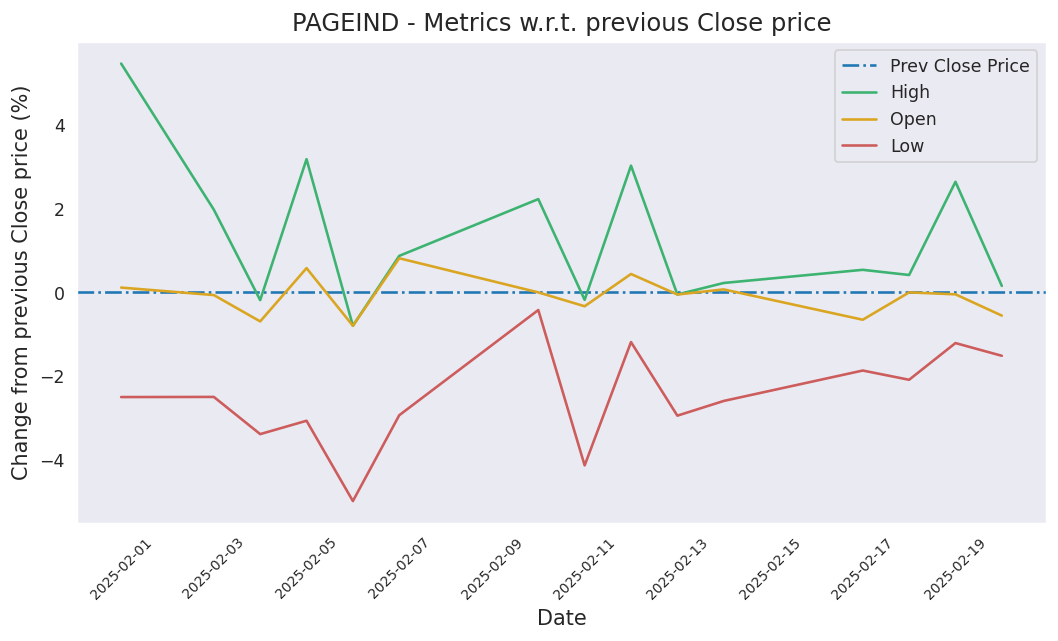 PAGEIND - Metrics w.r.t. previous Close price
Change from previous Close price (%)
4
2
0
−2
−4
Prev Close Price
High
Open
Low
2025-02-01
2025-02-03
2025-02-05
2025-02-07
2025-02-09
2025-02-11
2025-02-13
2025-02-15
2025-02-17
2025-02-19
Date